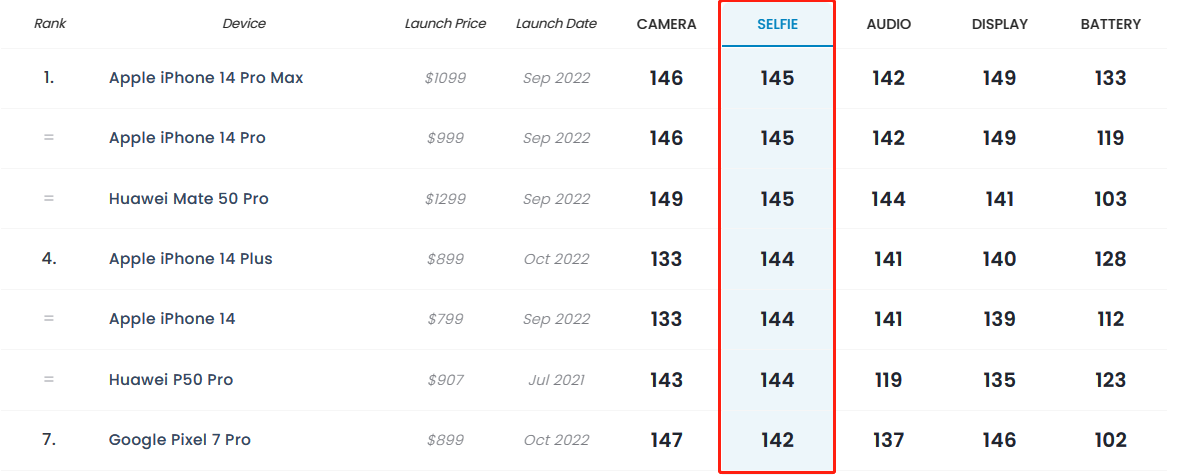 Rank Device Launch Price Launch Date CAMERA SELFIE AUDIO DISPLAY BATTERY
1. Apple iPhone 14 Pro Max $1099 Sep 2022 146 145 142 149 133
= Apple iPhone 14 Pro $999 Sep 2022 146 145 142 149 119
= Huawei Mate 50 Pro $1299 Sep 2022 149 145 144 141 103
4. Apple iPhone 14 Plus $899 Oct 2022 133 144 141 140 128
= Apple iPhone 14 $799 Sep 2022 133 144 141 139 112
= Huawei P50 Pro $907 Jul 2021 143 144 119 135 123
7. Google Pixel 7 Pro $899 Oct 2022 147 142 137 146 102